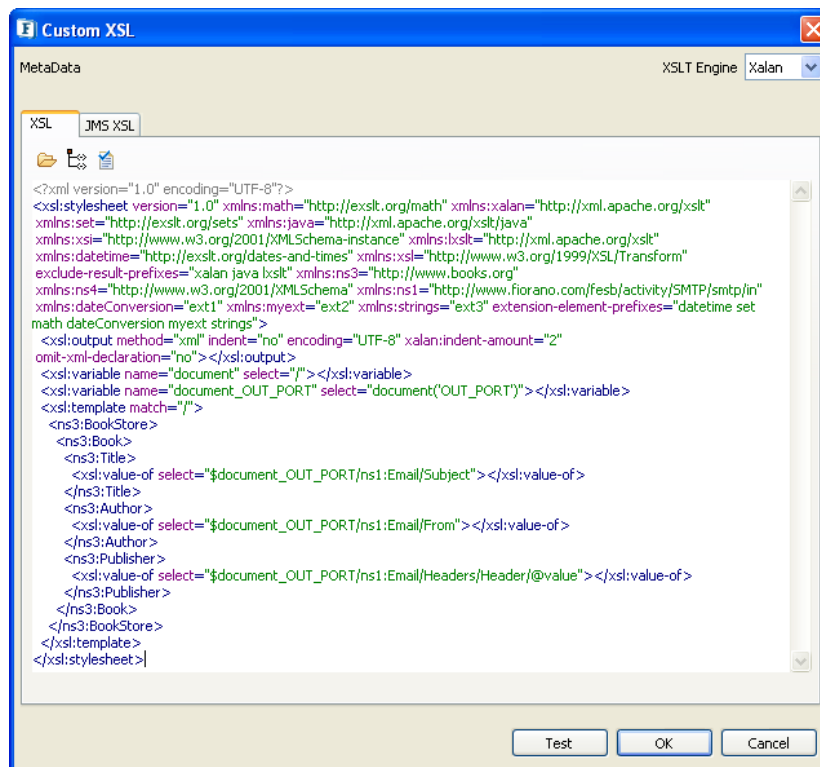 Custom XSL
MetaData
XSLT Engine Xalan
XSL JMS XSL
<?xml version="1.0" encoding="UTF-8"?>
<xsl:stylesheet version="1.0" xmlns:math="http://exslt.org/math" xmlns:xalan="http://xml.apache.org/xslt"
xmlns:set="http://exslt.org/sets" xmlns:java="http://xml.apache.org/xslt/java"
xmlns:xsi="http://www.w3.org/2001/XMLSchema-instance" xmlns:lxslt="http://xml.apache.org/xslt"
xmlns:datetime="http://exslt.org/dates-and-times" xmlns:xsl="http://www.w3.org/1999/XSL/Transform"
exclude-result-prefixes="xalan java lxslt" xmlns:ns3="http://www.books.org"
xmlns:ns4="http://www.w3.org/2001/XMLSchema" xmlns:ns1="http://www.fiorano.com/fesb/activity/SMTP/smtp/in"
xmlns:dateConversion="ext1" xmlns:myext="ext2" xmlns:strings="ext3" extension-element-prefixes="datetime set
math dateConversion myext strings">
<xsl:output method="xml" indent="no" encoding="UTF-8" xalan:indent-amount="2"
omit-xml-declaration="no"></xsl:output>
<xsl:variable name="document" select="/"></xsl:variable>
<xsl:variable name="document_OUT_PORT" select="document('OUT_PORT')"></xsl:variable>
<xsl:template match="/">
<ns3:BookStore>
<ns3:Book>
<ns3:Title>
<xsl:value-of select="$document_OUT_PORT/ns1:Email/Subject"></xsl:value-of>
</ns3:Title>
<ns3:Author>
<xsl:value-of select="$document_OUT_PORT/ns1:Email/From"></xsl:value-of>
</ns3:Author>
<ns3:Publisher>
<xsl:value-of select="$document_OUT_PORT/ns1:Email/Headers/Header/@value"></xsl:value-of>
</ns3:Publisher>
</ns3:Book>
</ns3:BookStore>
</xsl:template>
</xsl:stylesheet>
Test OK Cancel